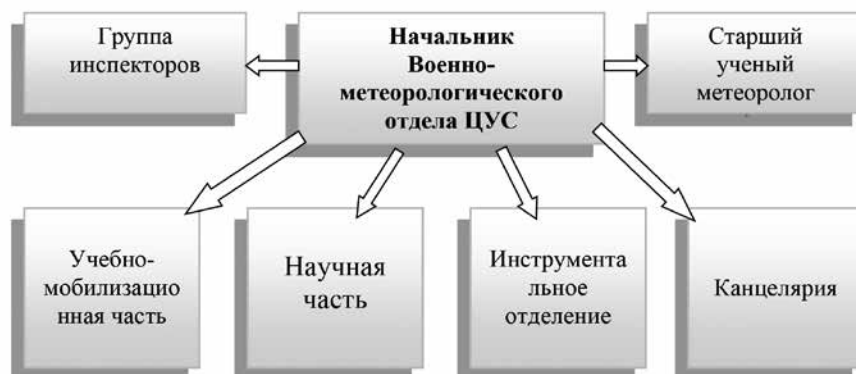 Группа
инспекторов
Начальник
Военно-
метеорологического
отдела ЦУС
Старший
ученый
метеоролог
Учебно-
мобилизацио
нная часть
Научная
часть
Инструмента
льное
отделение
Канцелярия